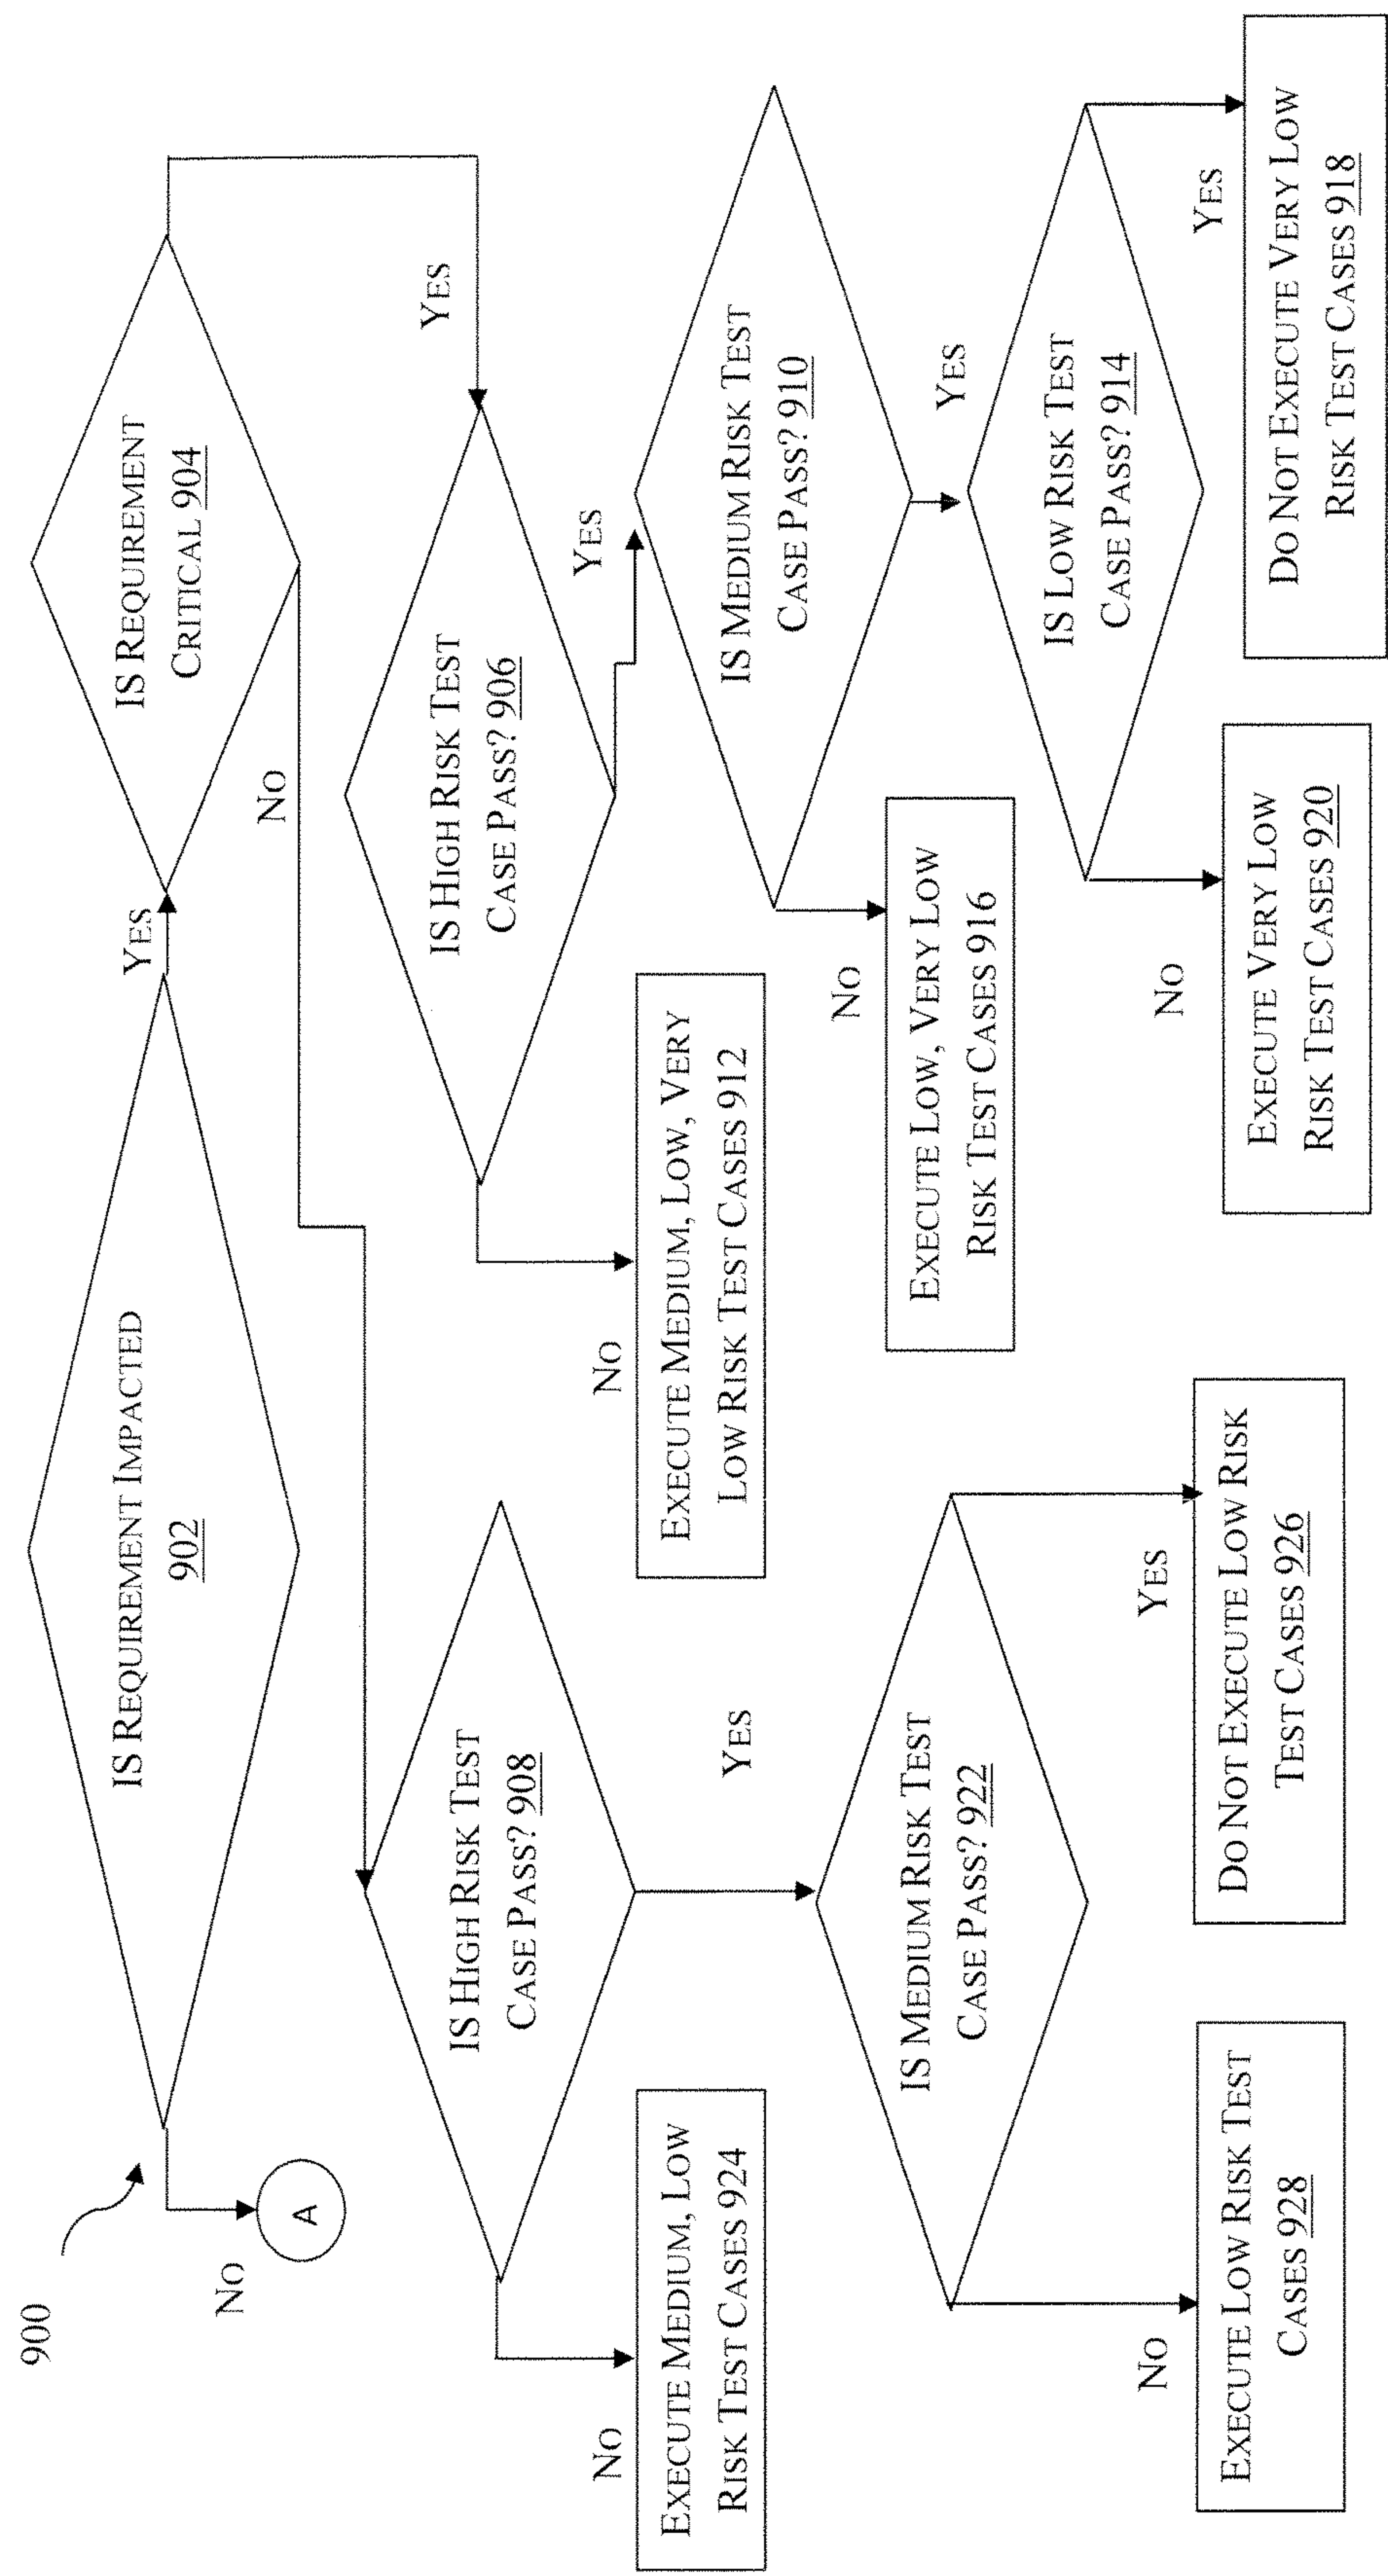 900
IS REQUIREMENT IMPACTED
902
YES
IS REQUIREMENT
CRITICAL 904
NO
A
NO
YES
IS HIGH RISK TEST
CASE PASS? 908
IS HIGH RISK TEST
CASE PASS? 906
NO
YES
NO
YES
EXECUTE MEDIUM, LOW
RISK TEST CASES 924
EXECUTE MEDIUM, LOW, VERY
LOW RISK TEST CASES 912
IS MEDIUM RISK TEST
CASE PASS? 910
IS MEDIUM RISK TEST
CASE PASS? 922
NO
YES
EXECUTE LOW, VERY LOW
RISK TEST CASES 916
IS LOW RISK TEST
CASE PASS? 914
NO
YES
NO
YES
EXECUTE LOW RISK TEST
CASES 928
DO NOT EXECUTE LOW RISK
TEST CASES 926
EXECUTE VERY LOW
RISK TEST CASES 920
DO NOT EXECUTE VERY LOW
RISK TEST CASES 918